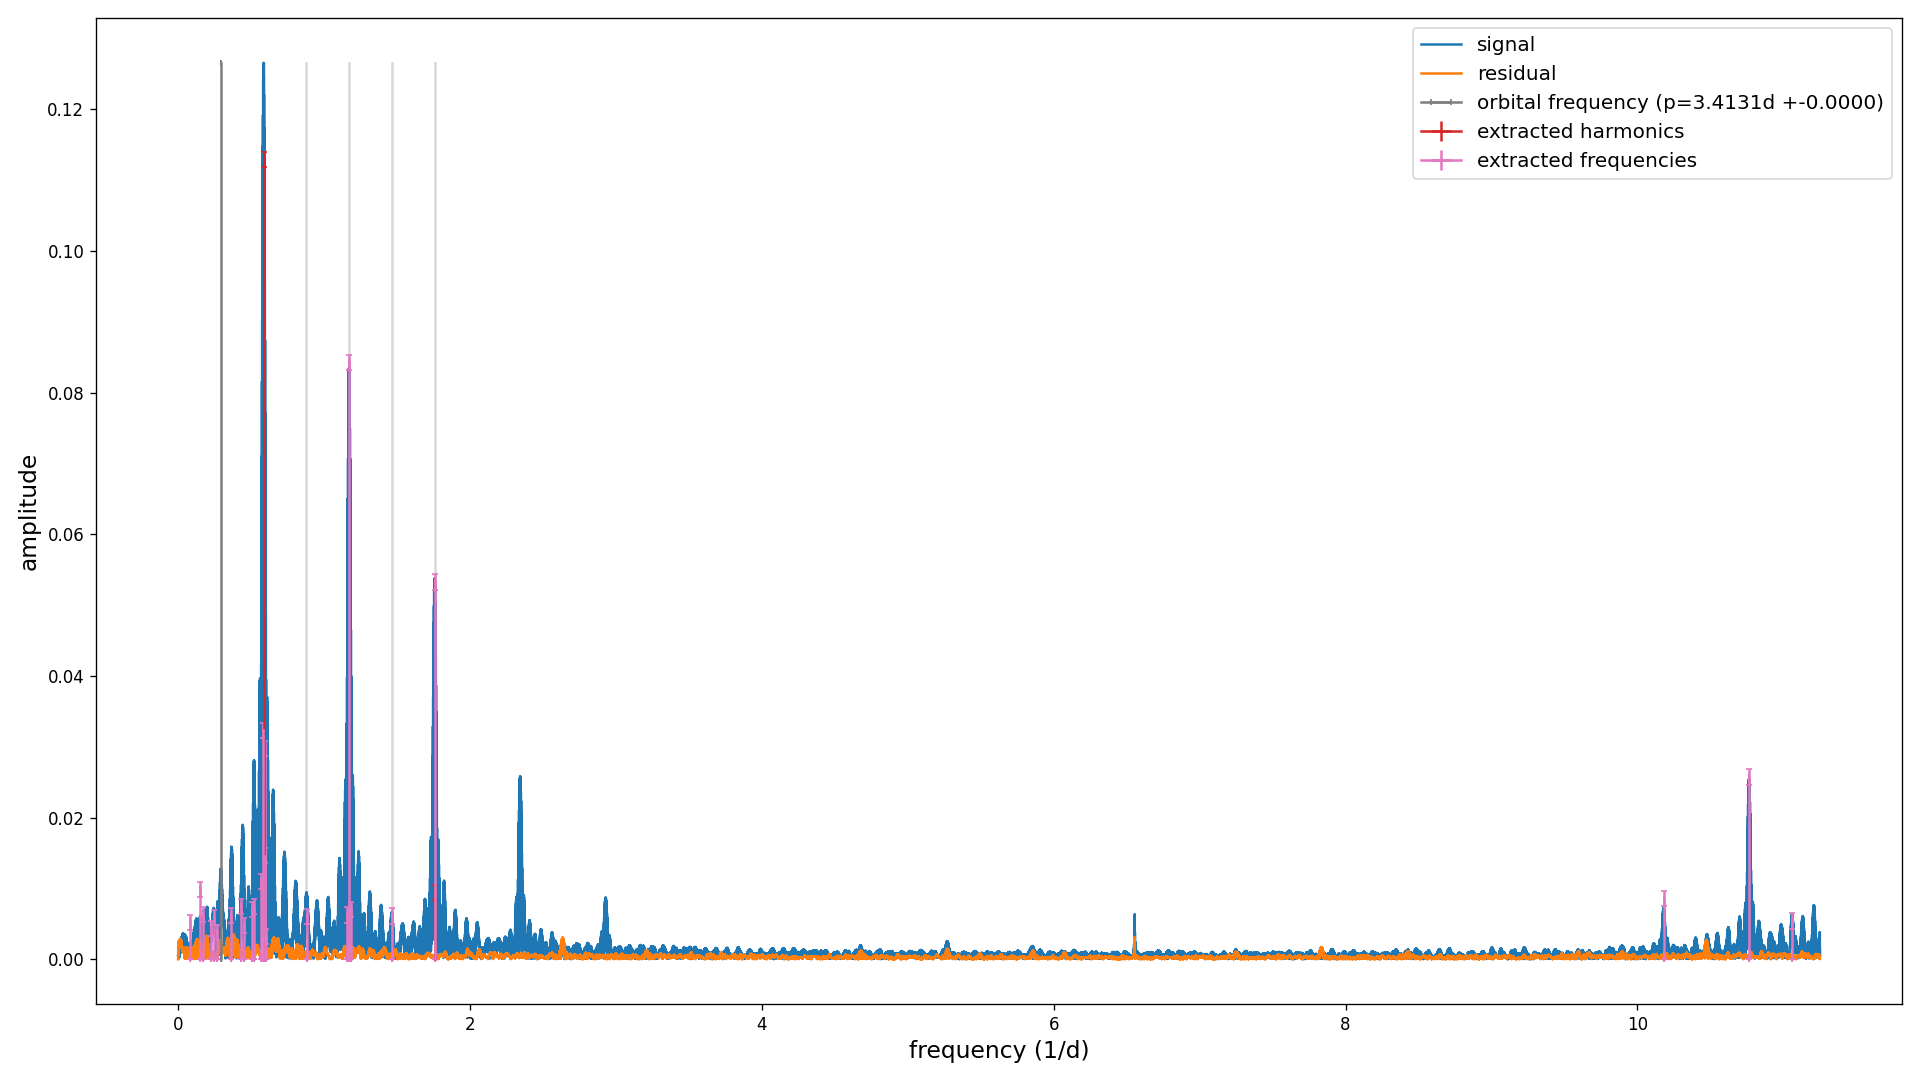 signal
residual
orbital frequency (p=3.4131d +-0.0000)
extracted harmonics
extracted frequencies
0.12
0.10
0.08
0.06
0.04
0.02
0.00
amplitude
0 2 4 6 8 10
frequency (1/d)